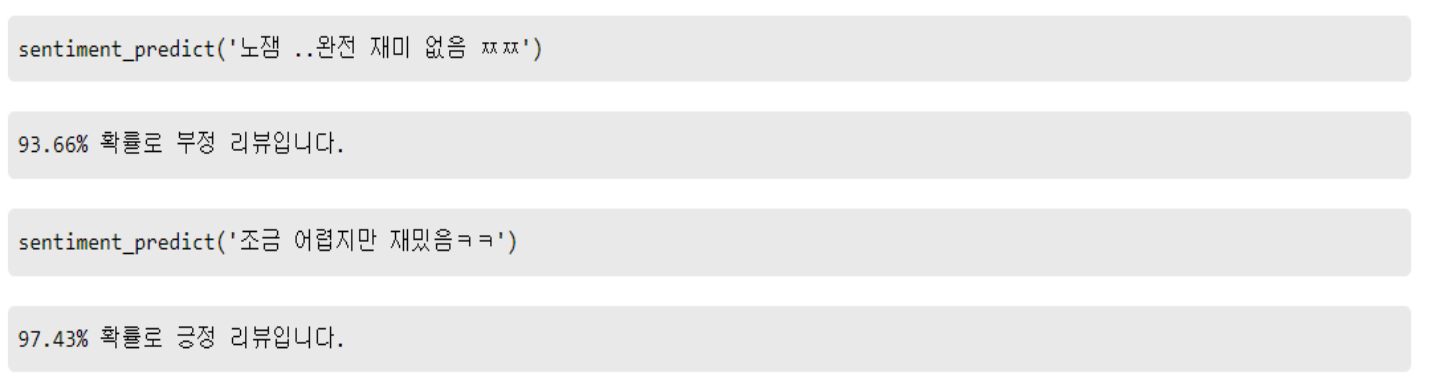 sentiment_predict('노잼 ..완전 재미 없음 ㅉㅉ')
93.66% 확률로 부정 리뷰입니다.
sentiment_predict('조금 어렵지만 재밌음ㅋㅋ')
97.43% 확률로 긍정 리뷰입니다.